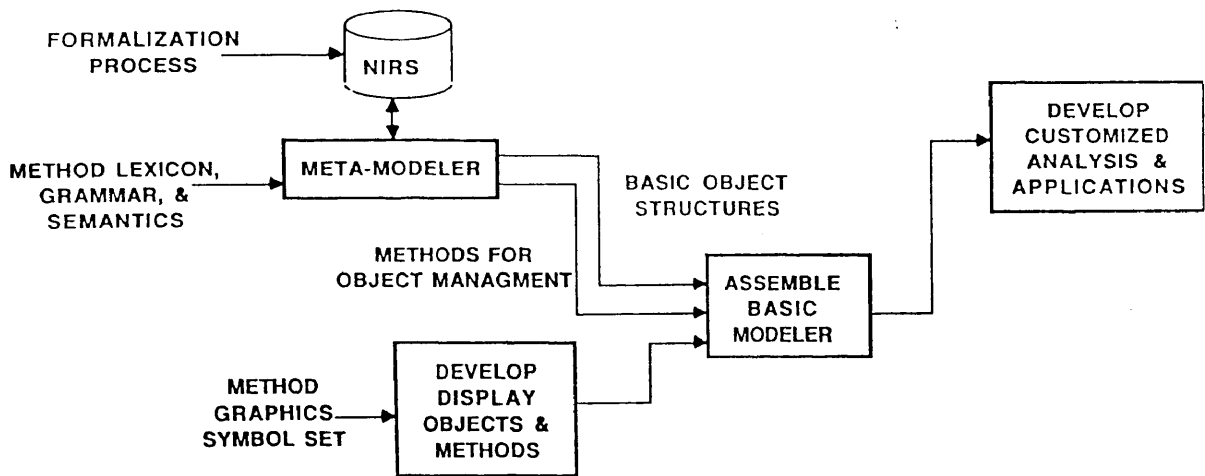 FORMALIZATION
PROCESS
NIRS
METHOD LEXICON,
GRAMMAR, &
SEMANTICS
META-MODELER
BASIC OBJECT
STRUCTURES
METHODS FOR
OBJECT MANAGMENT
DEVELOP
CUSTOMIZED
ANALYSIS &
APPLICATIONS
ASSEMBLE
BASIC
MODELER
METHOD
GRAPHICS
SYMBOL SET
DEVELOP
DISPLAY
OBJECTS &
METHODS